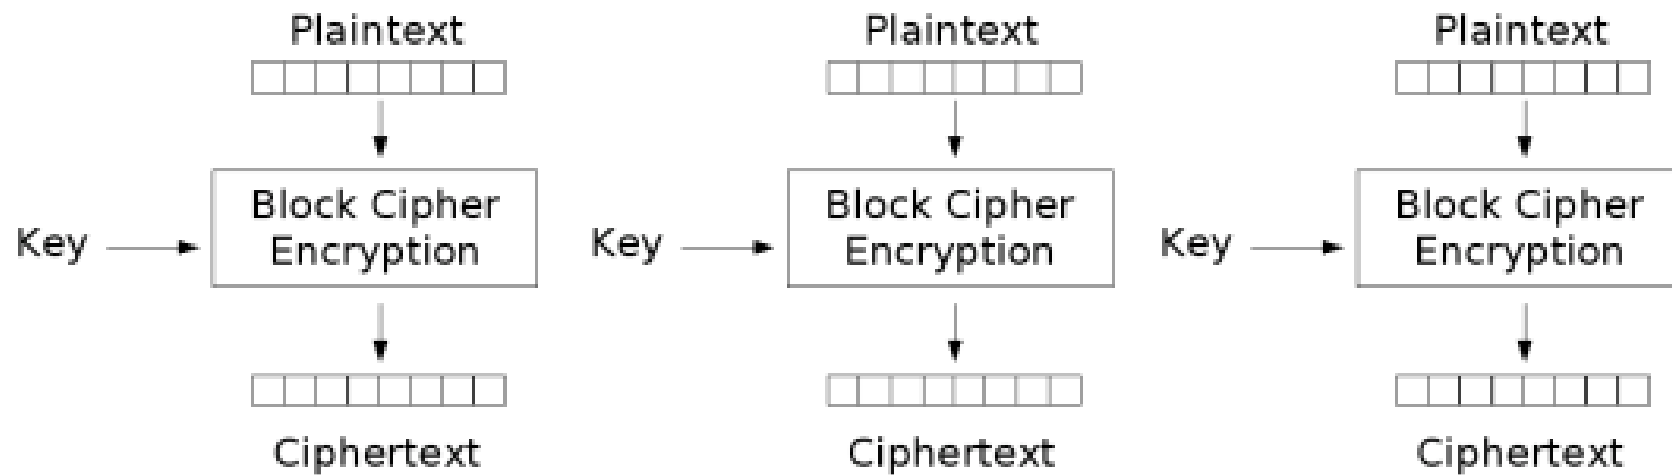 Plaintext Plaintext Plaintext
Block Cipher Block Cipher Block Cipher
Key Encryption Key Encryption Key Encryption
Ciphertext Ciphertext Ciphertext